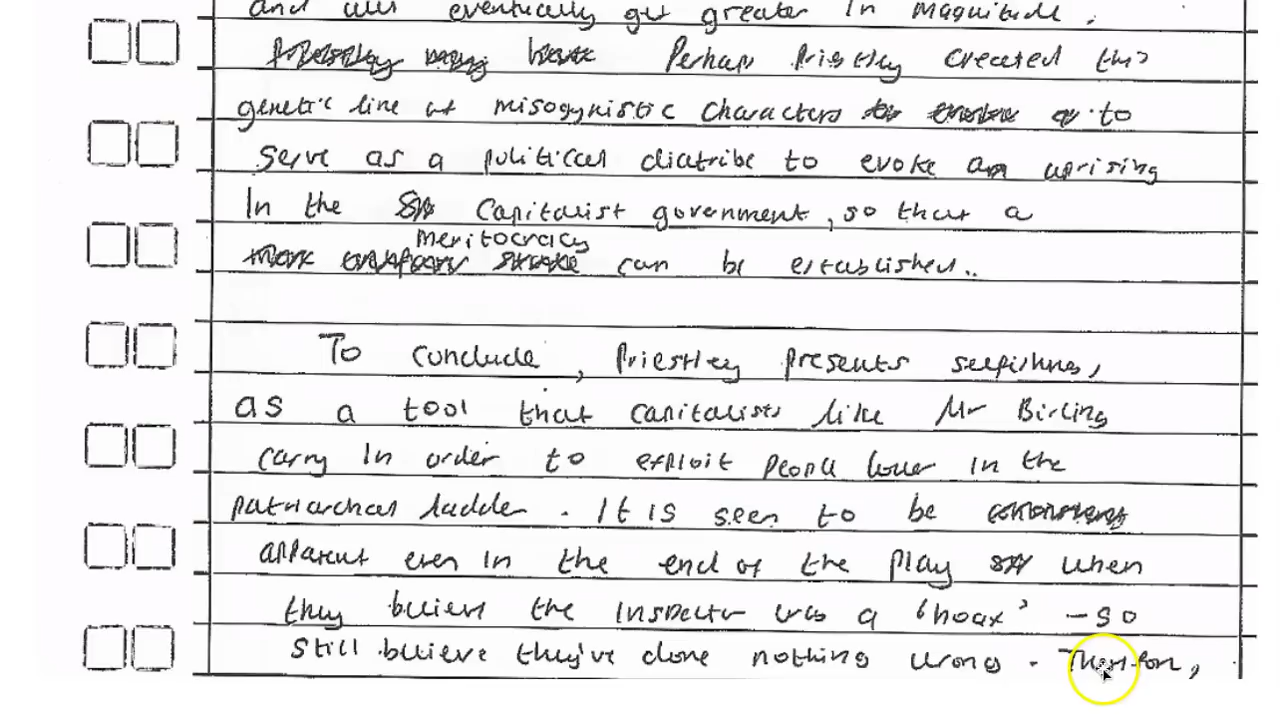 and will eventually get greater in magnitude.
Perhaps Priestley created this
genetic line of misogynistic characters to
serve as a political diatribe to evoke an uprising
in the capitalist government, so that a
meritocracy
can be established..
To conclude, Priestley presents selfishness,
as a tool that capitalists like Mr Birling
carry in order to exploit people lower in the
patriarchal ladder. It is seen to be
apparent even in the end of the play when
they believe the inspector was a 'hoax' - so
still believe they've done nothing wrong. Therefore,